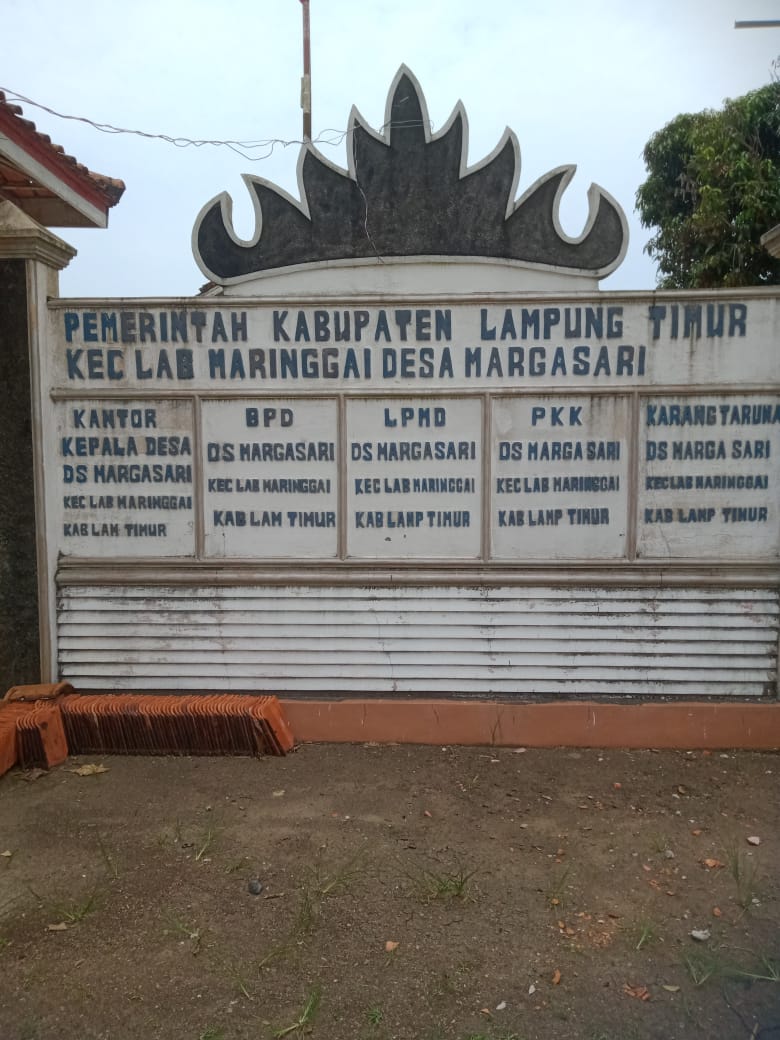 PEMERINTAH KABUPATEN LAMPUNG TIMUR
KEC LAB MARINGGAI DESA MARGASARI
KANTOR
KEPALA DESA
DS MARGASARI
KEC LAB MARINGGAI
KAB LAM TIMUR
BPD
DS MARGASARI
KEC LAB MARINGGAI
KAB LAM TIMUR
LPMD
DS MARGASARI
KEC LAB MARINGGAI
KAB LAMP TIMUR
PKK
DS MARGA SARI
KEC LAB MARINGGAI
KAB LAMP TIMUR
KARANG TARUNA
DS MARGA SARI
KEC LAB MARINGGAI
KAB LAMP TIMUR